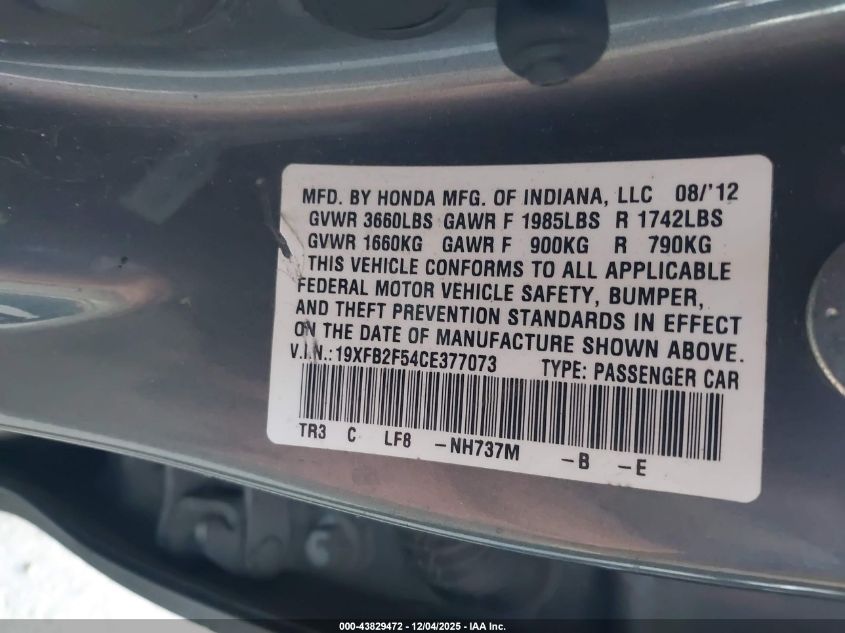 MFD. BY HONDA MFG. OF INDIANA, LLC 08/'12
GVWR 3660LBS GAWR F 1985LBS R 1742LBS
GVWR 1660KG GAWR F 900KG R 790KG
THIS VEHICLE CONFORMS TO ALL APPLICABLE
FEDERAL MOTOR VEHICLE SAFETY, BUMPER,
AND THEFT PREVENTION STANDARDS IN EFFECT
ON THE DATE OF MANUFACTURE SHOWN ABOVE.
V.I.N.:19XFB2F54CE377073 TYPE: PASSENGER CAR
TR3 C LF8 -NH737M -B -E
000-43829472 - 12/04/2025 - IAA Inc.